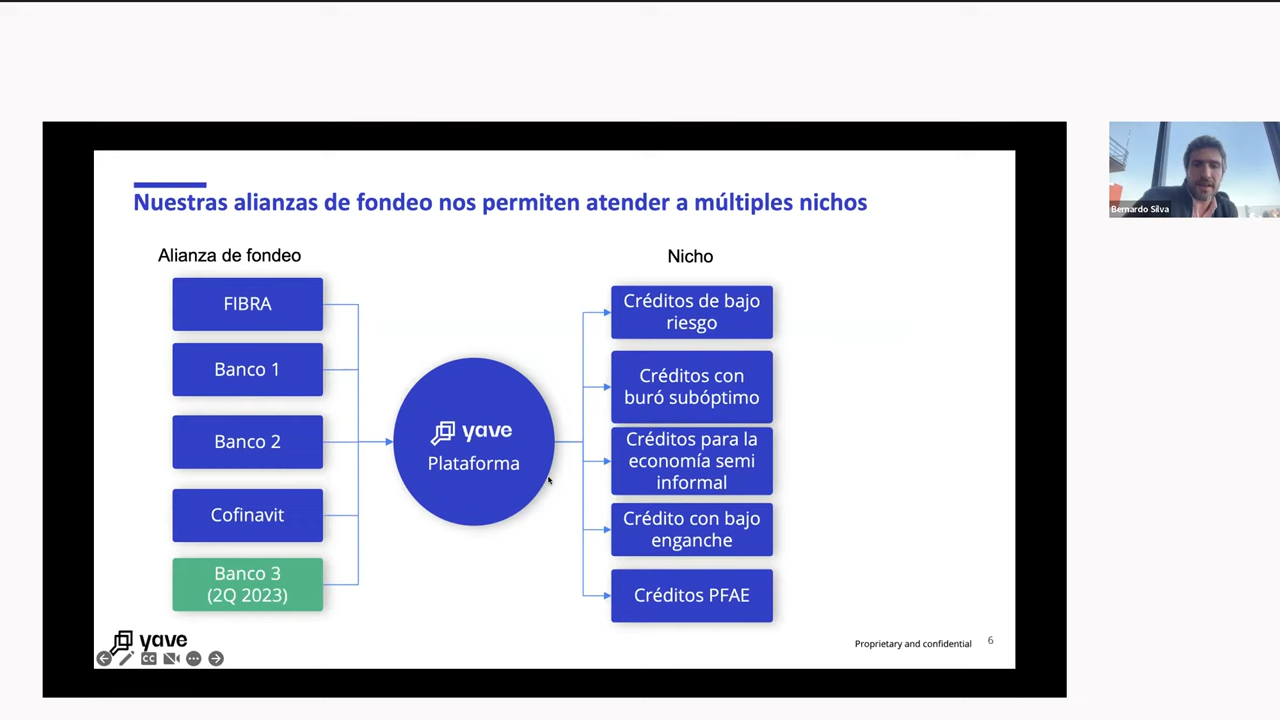 Nuestras alianzas de fondeo nos permiten atender a múltiples nichos
Alianza de fondeo
FIBRA
Banco 1
Banco 2
Cofinavit
Banco 3
(2Q 2023)
yave
Plataforma
Nicho
Créditos de bajo
riesgo
Créditos con
buró subóptimo
Créditos para la
economía semi
informal
Crédito con bajo
enganche
Créditos PFAE
yave
CC
Proprietary and confidential
6
Bernardo Silva